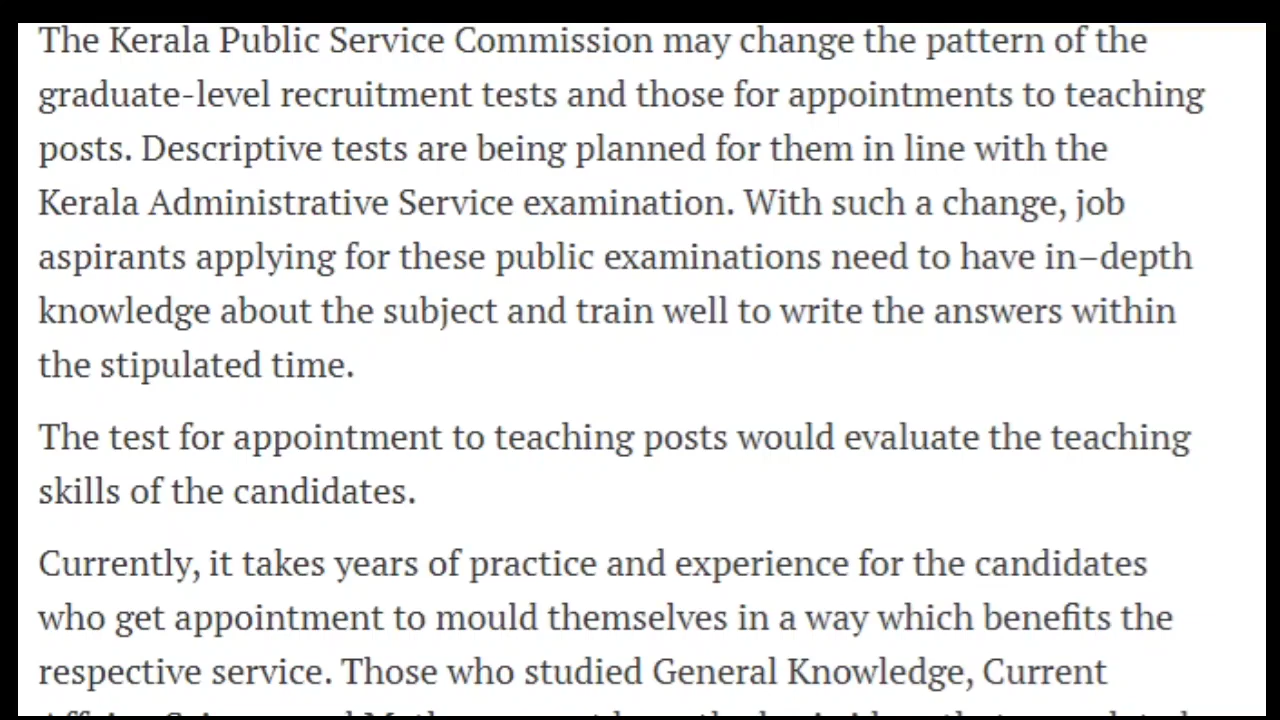 The Kerala Public Service Commission may change the pattern of the
graduate-level recruitment tests and those for appointments to teaching
posts. Descriptive tests are being planned for them in line with the
Kerala Administrative Service examination. With such a change, job
aspirants applying for these public examinations need to have in–depth
knowledge about the subject and train well to write the answers within
the stipulated time.
The test for appointment to teaching posts would evaluate the teaching
skills of the candidates.
Currently, it takes years of practice and experience for the candidates
who get appointment to mould themselves in a way which benefits the
respective service. Those who studied General Knowledge, Current